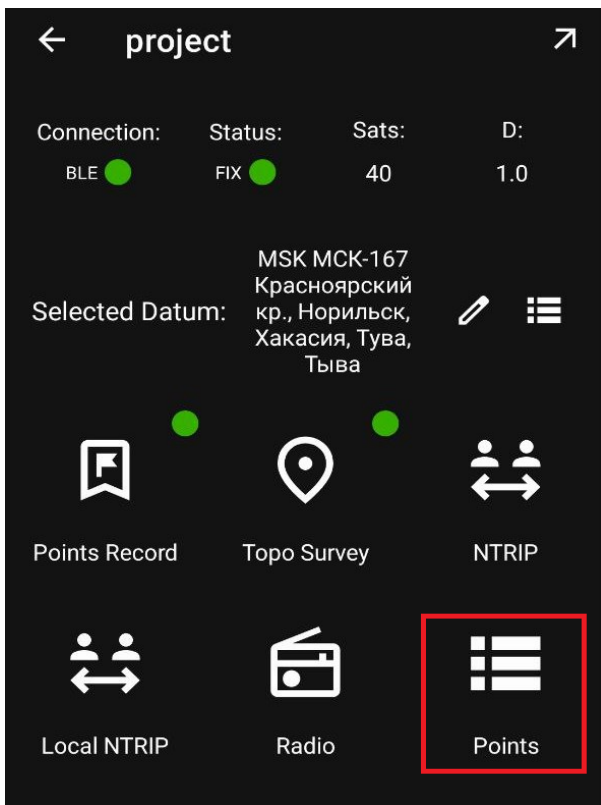 project
Connection: Status: Sats: D:
BLE FIX 40 1.0
MSK МСК-167
Красноярский
Selected Datum: кр., Норильск,
Хакасия, Тува,
Тыва
Points Record Topo Survey NTRIP
Local NTRIP Radio Points